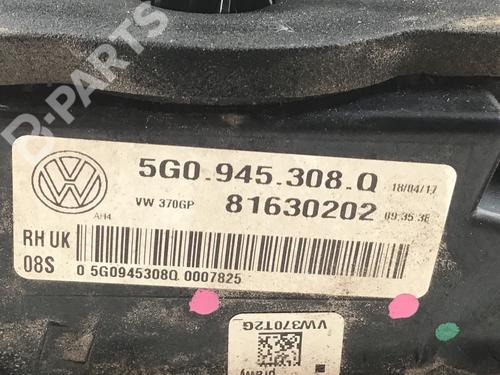 B-PARTS
5G0.945.308.Q 18/04/17
AH4 VW 370GP 81630202 09:35 38
RH UK
08S 0 5G0945308Q 0007825
VW370T2G
prawy